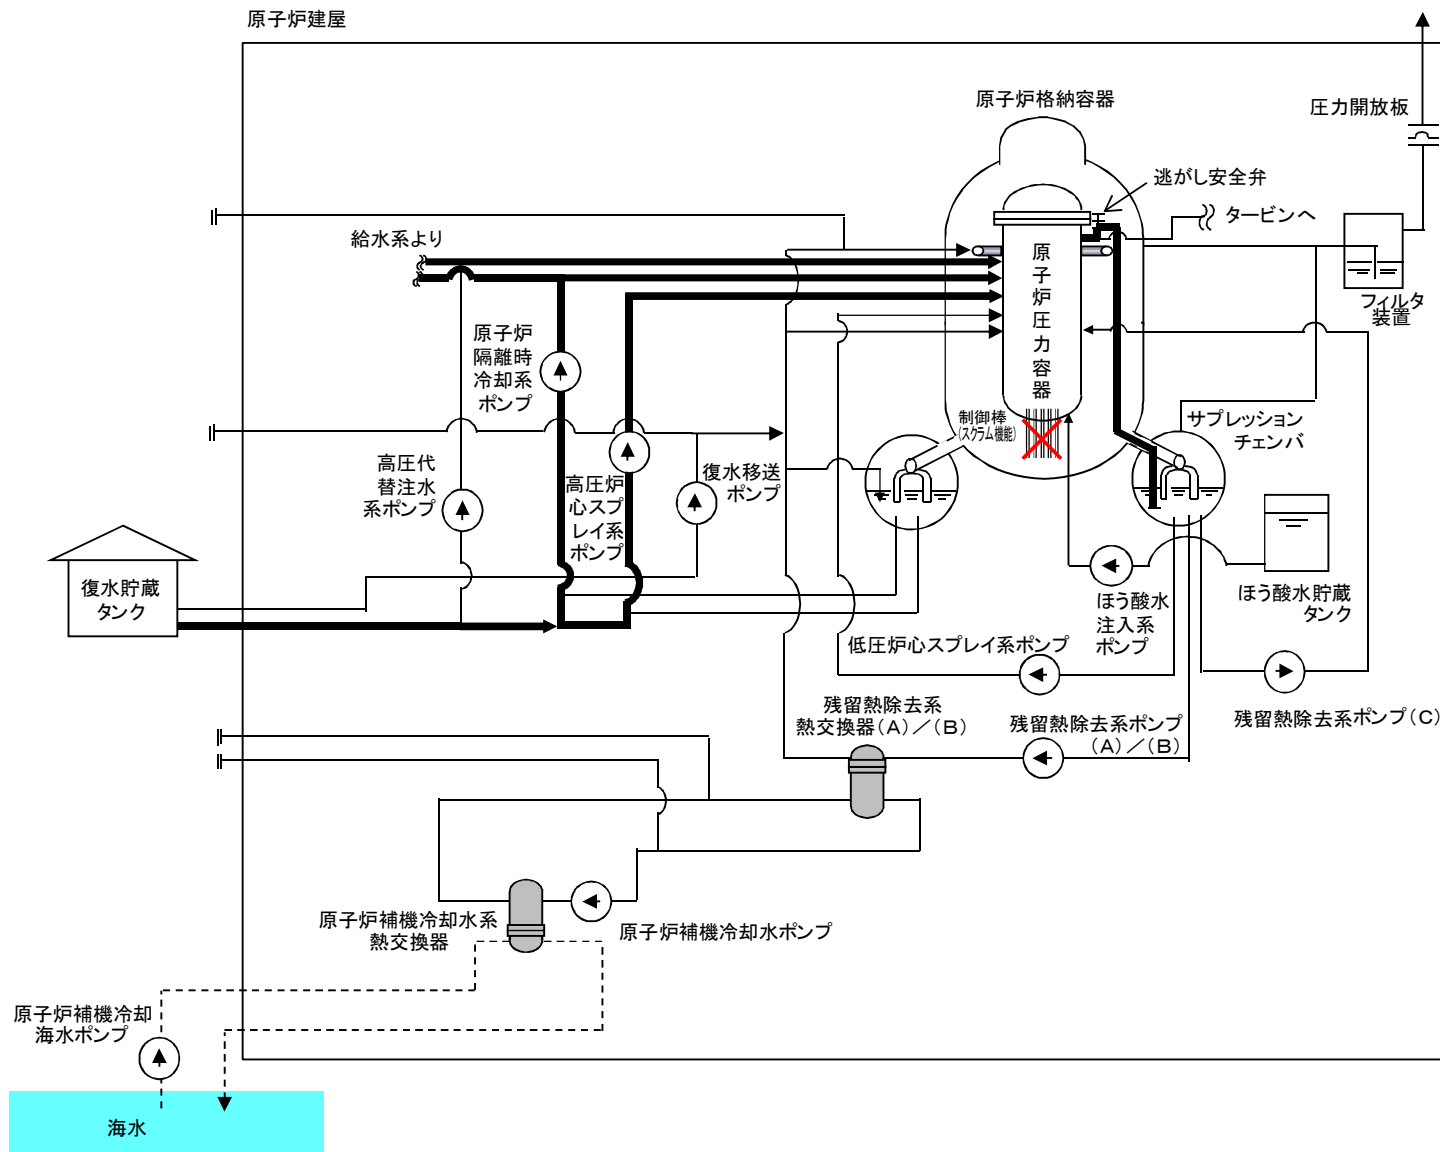 原子炉建屋
原子炉格納容器
圧力開放板
逃がし安全弁
タービンへ
給水系より
原子炉圧力容器
フィルタ
装置
原子炉
隔離時
冷却系
ポンプ
制御棒
(スクラム機能)
サプレッション
チェンバ
高圧代
替注水
系ポンプ
高圧炉
心スプ
レイ系
ポンプ
復水移送
ポンプ
復水貯蔵
タンク
ほう酸水
注入系
ポンプ
ほう酸水貯蔵
タンク
低圧炉心スプレイ系ポンプ
残留熱除去系
熱交換器(A)/(B)
残留熱除去系ポンプ
(A)/(B)
残留熱除去系ポンプ(C)
原子炉補機冷却水系
熱交換器
原子炉補機冷却水ポンプ
原子炉補機冷却
海水ポンプ
海水